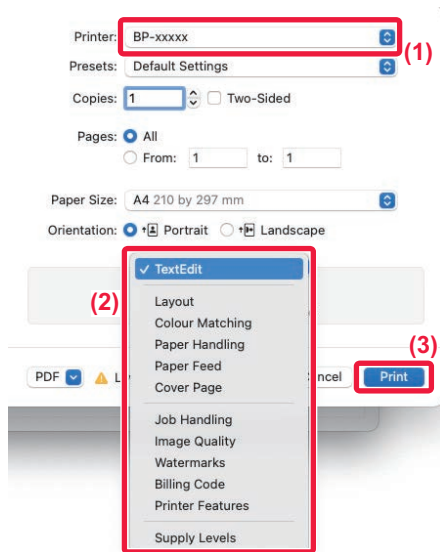 Printer: BP-xxxxx
(1)
Presets: Default Settings
Copies: 1 Two-Sided
Pages: All
From: 1 to: 1
Paper Size: A4 210 by 297 mm
Orientation: Portrait Landscape
(2)
✓ TextEdit
Layout
Colour Matching
Paper Handling
Paper Feed
Cover Page
(3)
PDF L ncel Print
Job Handling
Image Quality
Watermarks
Billing Code
Printer Features
Supply Levels